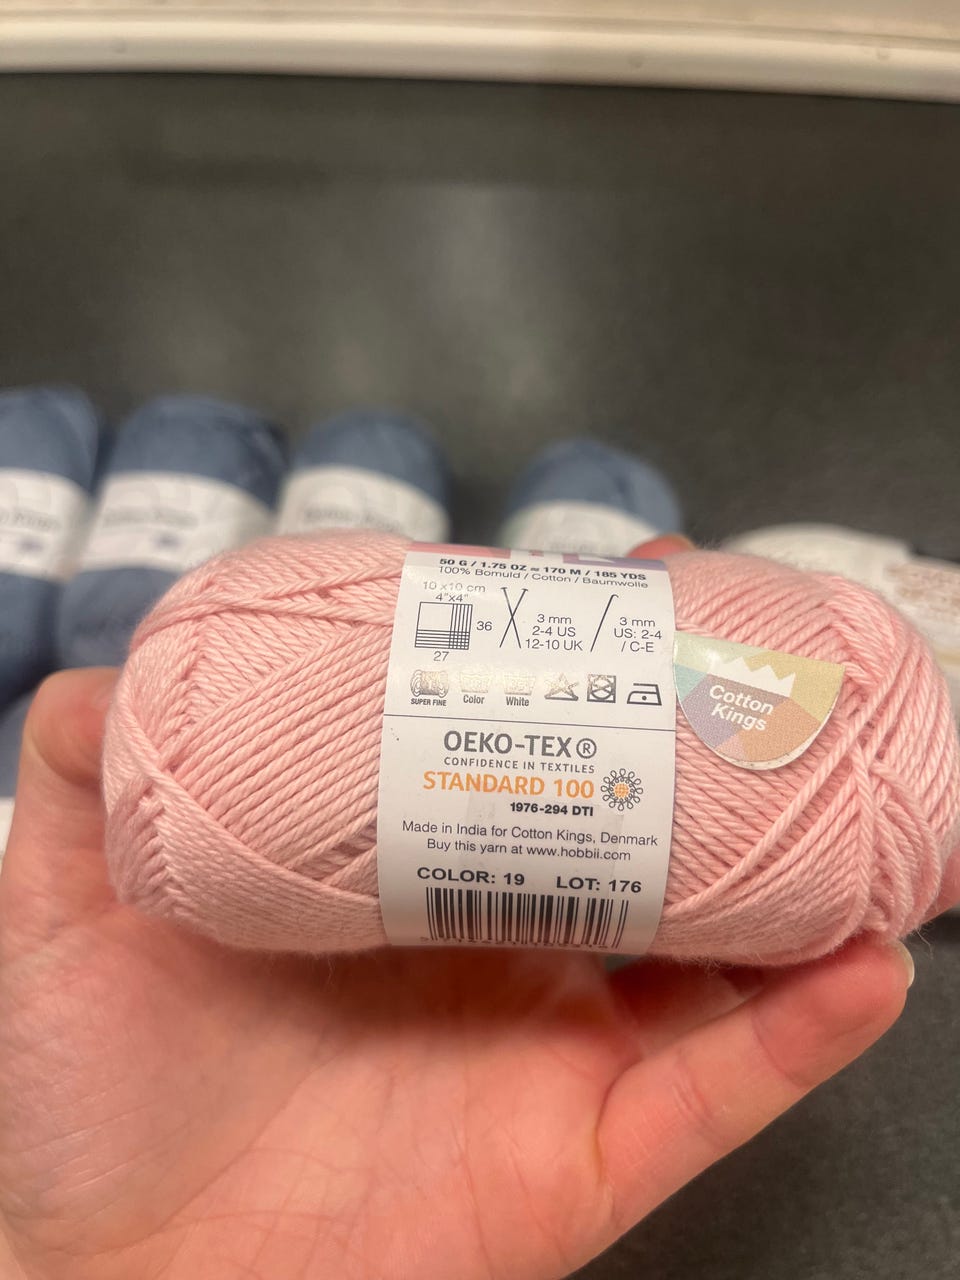 50 G / 1.75 OZ ≈ 170 M / 185 YDS
100% Bomuld / Cotton / Baumwolle
10 x10 cm
4"x4"
36
27
3 mm
2-4 US
12-10 UK
3 mm
US: 2-4
/ C-E
SUPER FINE
Color
White
Cotton
Kings
OEKO-TEX®
CONFIDENCE IN TEXTILES
STANDARD 100
1976-294 DTI
Made in India for Cotton Kings, Denmark
Buy this yarn at www.hobbii.com
COLOR: 19 LOT: 176